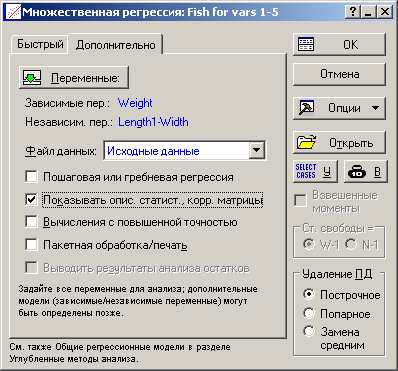 Множественная регрессия: Fish for vars 1-5
Быстрый
Дополнительно
Переменные:
Зависимые пер.: Weight
Независим. пер.: Length1-Width
Файл данных: Исходные данные
Пошаговая или гребневая регрессия
Показывать опис. статист., корр. матрицы
Вычисления с повышенной точностью
Пакетная обработка/печать
Выводить результаты анализа остатков
Задайте все переменные для анализа; дополнительные
модели (зависимые/независимые переменные) могут
быть определены позже.
См. также Общие регрессионные модели в разделе
Углубленные методы анализа.
OK
Отмена
Опции
Открыть
SELECT
CASES У В
Взвешенные
моменты
Ст. свободы =
W-1 N-1
Удаление ПД
Построчное
Попарное
Замена
средним